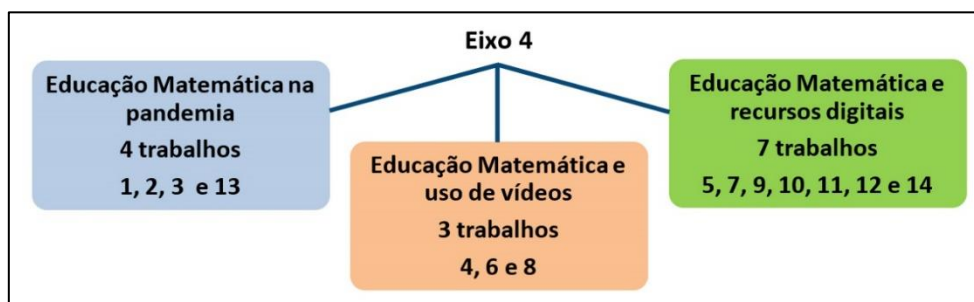 Eixo 4
Educação Matemática na
pandemia
4 trabalhos
1, 2, 3 e 13
Educação Matemática e
uso de vídeos
3 trabalhos
4, 6 e 8
Educação Matemática e
recursos digitais
7 trabalhos
5, 7, 9, 10, 11, 12 e 14